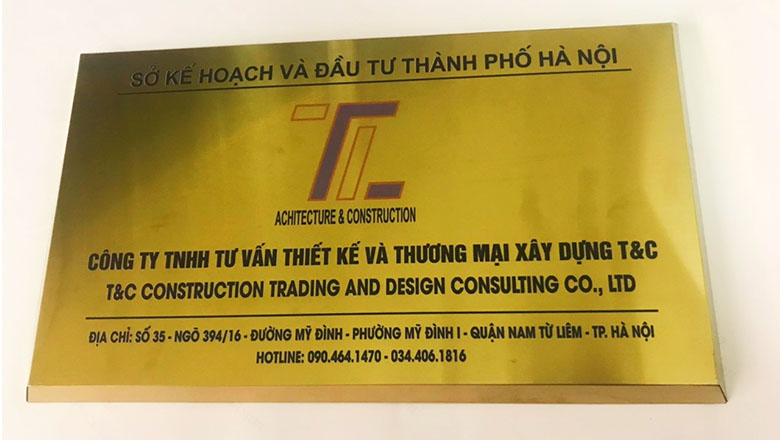 SỞ KẾ HOẠCH VÀ ĐẦU TƯ THÀNH PHỐ HÀ NỘI
TC
ACHITECTURE & CONSTRUCTION
CÔNG TY TNHH TƯ VẤN THIẾT KẾ VÀ THƯƠNG MẠI XÂY DỰNG T&C
T&C CONSTRUCTION TRADING AND DESIGN CONSULTING CO., LTD
ĐỊA CHỈ: SỐ 35 - NGÕ 394/16 - ĐƯỜNG MỸ ĐÌNH - PHƯỜNG MỸ ĐÌNH I - QUẬN NAM TỪ LIÊM - TP. HÀ NỘI
HOTLINE: 090.464.1470 - 034.406.1816